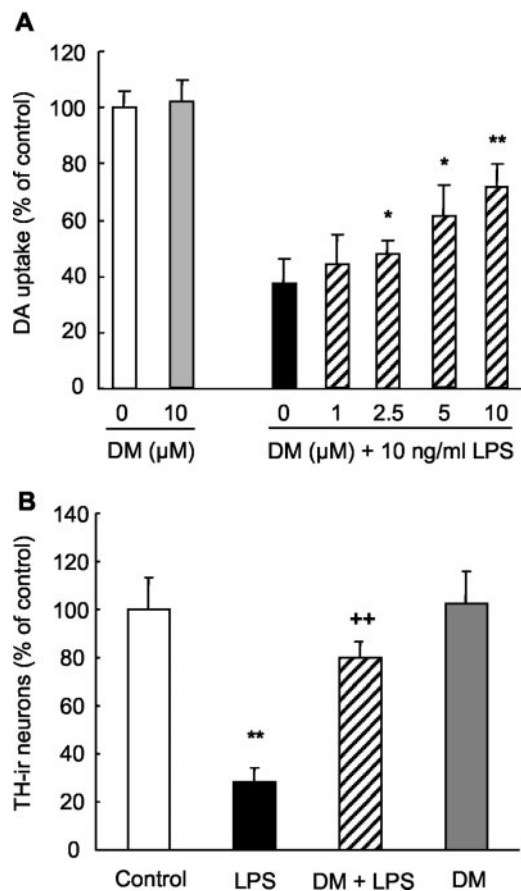 A
DA uptake (% of control)
120
100
80
60
40
20
0
*
*
**
0 10 0 1 2.5 5 10
DM (µM) DM (µM) + 10 ng/ml LPS
B
TH-ir neurons (% of control)
140
120
100
80
60
40
20
0
**
++
Control LPS DM + LPS DM